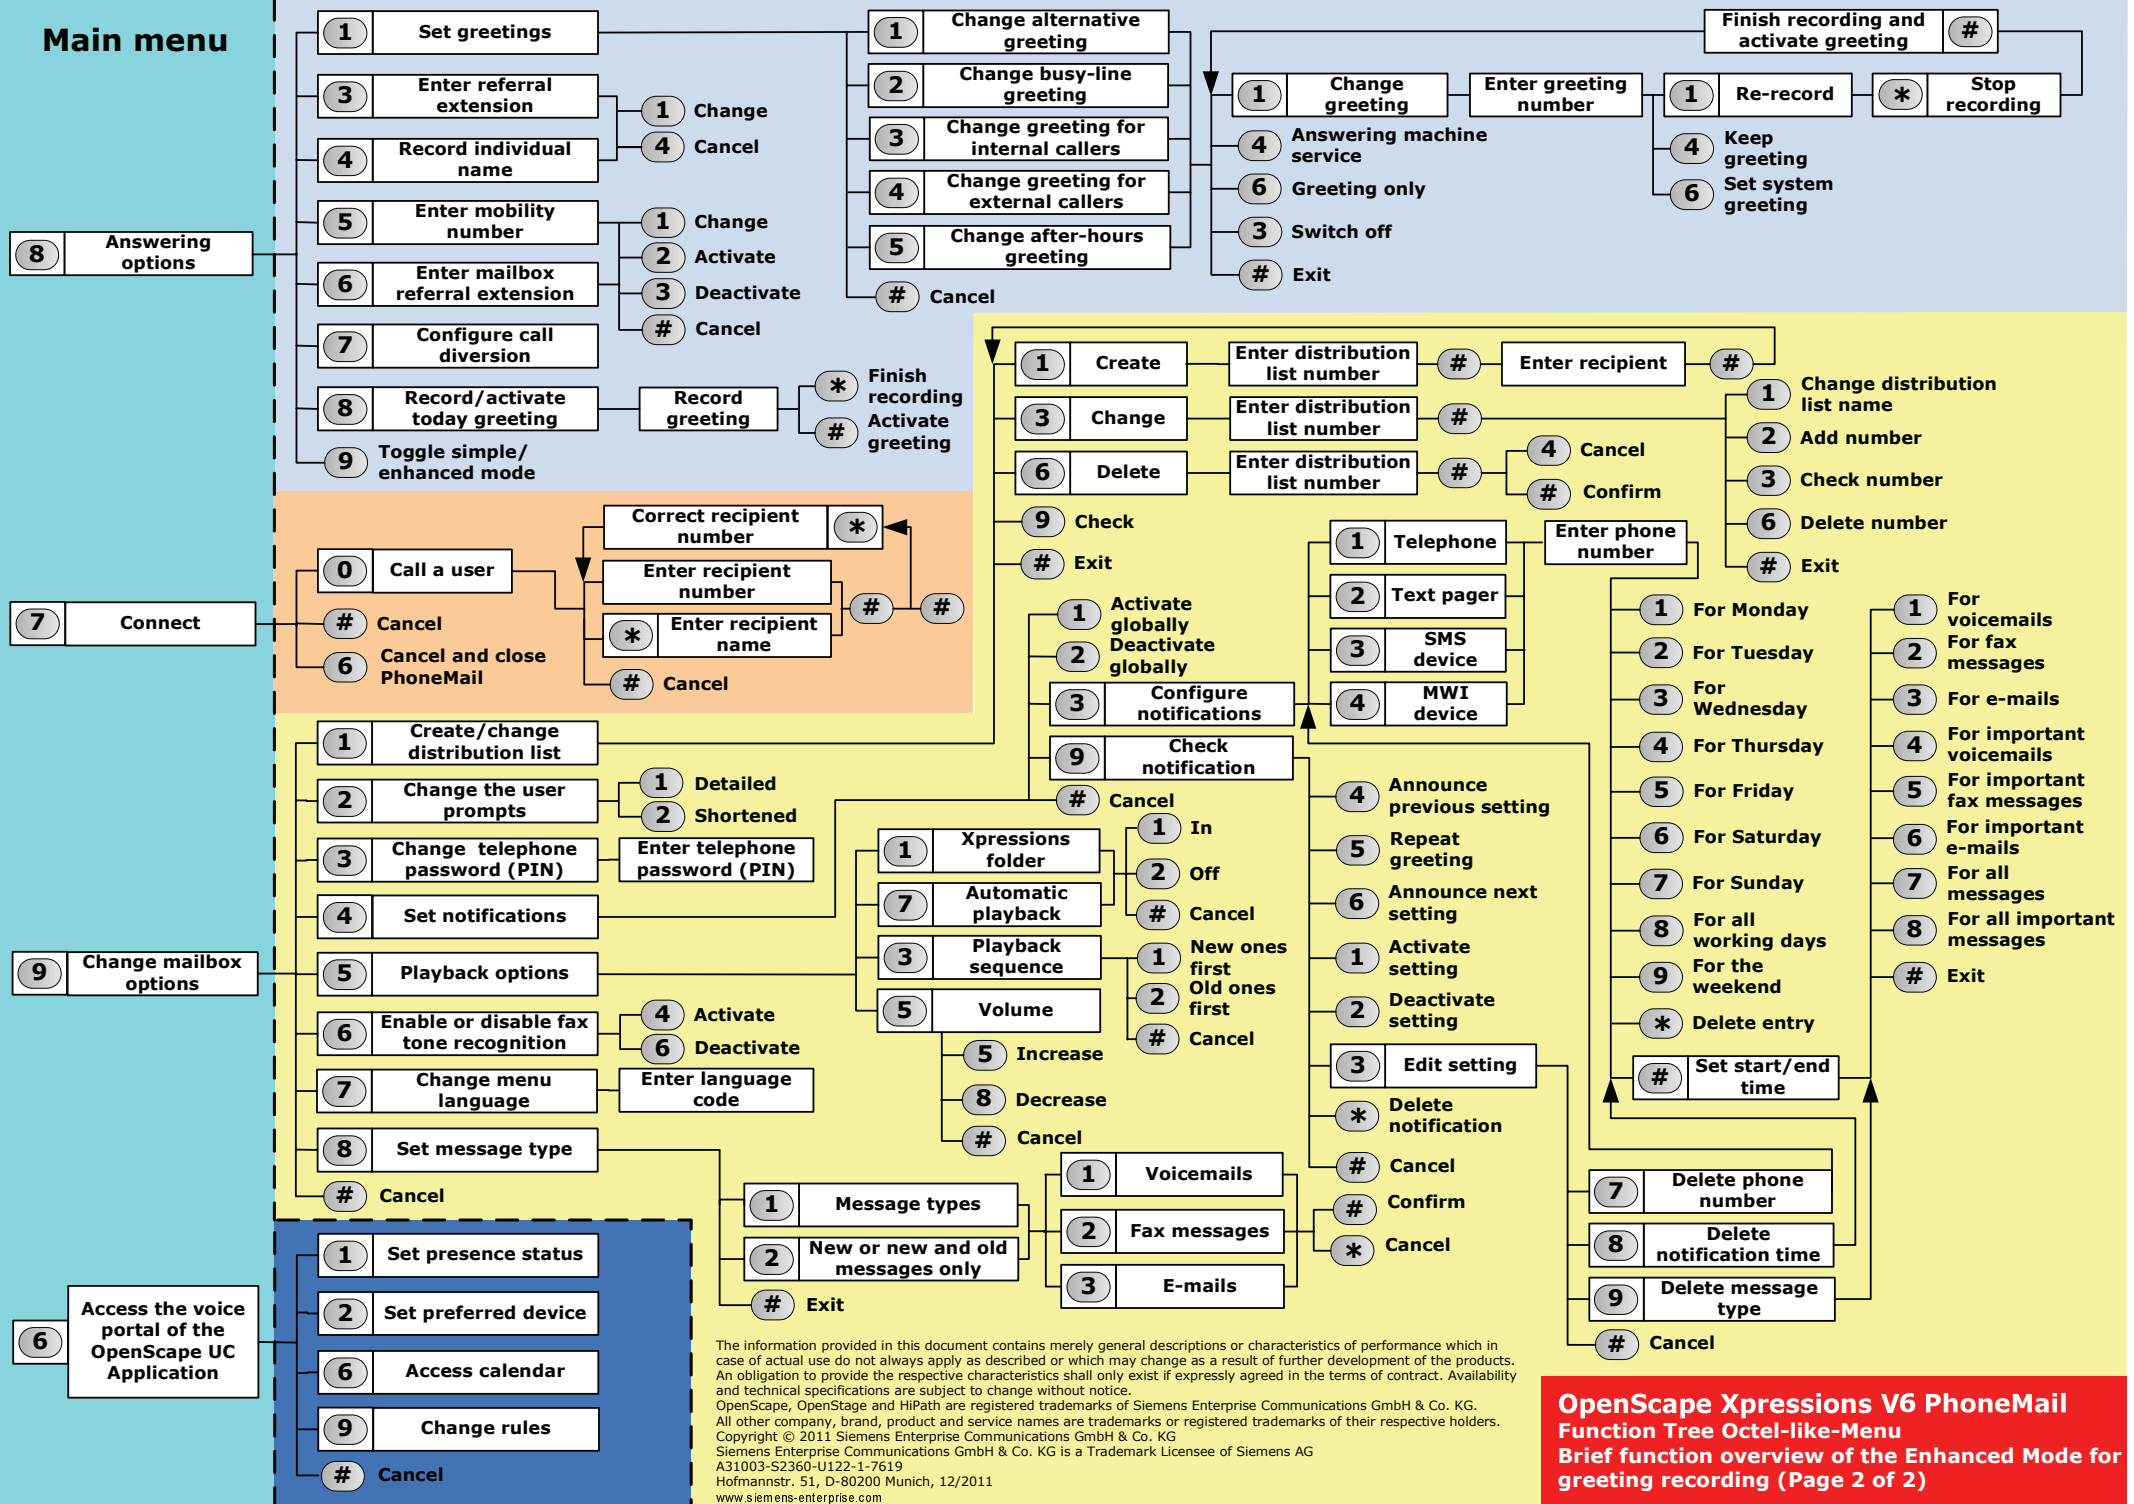 Main menu
8
Answering
options
1
Set greetings
3
Enter referral
extension
4
Record individual
name
1
Change
4
Cancel
5
Enter mobility
number
6
Enter mailbox
referral extension
1
Change
2
Activate
3
Deactivate
#
Cancel
7
Configure call
diversion
8
Record/activate
today greeting
Record
greeting
*
Finish
recording
#
Activate
greeting
9
Toggle simple/
enhanced mode
1
Change alternative
greeting
2
Change busy-line
greeting
3
Change greeting for
internal callers
4
Change greeting for
external callers
5
Change after-hours
greeting
#
Cancel
Finish recording and
activate greeting
#
1
Change
greeting
Enter greeting
number
1
Re-record
*
Stop
recording
4
Answering machine
service
6
Greeting only
3
Switch off
#
Exit
4
Keep
greeting
6
Set system
greeting
7
Connect
0
Call a user
#
Cancel
6
Cancel and close
PhoneMail
Correct recipient
number
*
Enter recipient
number
*
Enter recipient
name
#
#
#
Cancel
9
Change mailbox
options
1
Create/change
distribution list
2
Change the user
prompts
1
Detailed
2
Shortened
3
Change telephone
password (PIN)
Enter telephone
password (PIN)
4
Set notifications
5
Playback options
6
Enable or disable fax
tone recognition
4
Activate
6
Deactivate
7
Change menu
language
Enter language
code
8
Set message type
#
Cancel
1
Create
Enter distribution
list number
#
Enter recipient
#
3
Change
Enter distribution
list number
#
1
Change distribution
list name
2
Add number
3
Check number
6
Delete number
#
Exit
6
Delete
Enter distribution
list number
#
4
Cancel
#
Confirm
9
Check
#
Exit
1
Activate
globally
2
Deactivate
globally
3
Configure
notifications
9
Check
notification
#
Cancel
1
Telephone
2
Text pager
3
SMS
device
4
MWI
device
Enter phone
number
1
For Monday
2
For Tuesday
3
For
Wednesday
4
For Thursday
5
For Friday
6
For Saturday
7
For Sunday
8
For all
working days
9
For the
weekend
*
Delete entry
#
Set start/end
time
1
For
voicemails
2
For fax
messages
3
For e-mails
4
For important
voicemails
5
For important
fax messages
6
For important
e-mails
7
For all
messages
8
For all important
messages
#
Exit
4
Announce
previous setting
5
Repeat
greeting
6
Announce next
setting
1
Activate
setting
2
Deactivate
setting
3
Edit setting
*
Delete
notification
#
Cancel
7
Delete phone
number
8
Delete
notification time
9
Delete message
type
#
Cancel
1
Xpressions
folder
7
Automatic
playback
1
In
2
Off
#
Cancel
3
Playback
sequence
1
New ones
first
2
Old ones
first
#
Cancel
5
Volume
5
Increase
8
Decrease
#
Cancel
1
Message types
2
New or new and old
messages only
#
Exit
1
Voicemails
2
Fax messages
3
E-mails
#
Confirm
*
Cancel
6
Access the voice
portal of the
OpenScape UC
Application
1
Set presence status
2
Set preferred device
6
Access calendar
9
Change rules
#
Cancel
The information provided in this document contains merely general descriptions or characteristics of performance which in
case of actual use do not always apply as described or which may change as a result of further development of the products.
An obligation to provide the respective characteristics shall only exist if expressly agreed in the terms of contract. Availability
and technical specifications are subject to change without notice.
OpenScape, OpenStage and HiPath are registered trademarks of Siemens Enterprise Communications GmbH & Co. KG.
All other company, brand, product and service names are trademarks or registered trademarks of their respective holders.
Copyright © 2011 Siemens Enterprise Communications GmbH & Co. KG
Siemens Enterprise Communications GmbH & Co. KG is a Trademark Licensee of Siemens AG
A31003-S2360-U122-1-7619
Hofmannstr. 51, D-80200 Munich, 12/2011
www.siemens-enterprise.com
OpenScape Xpressions V6 PhoneMail
Function Tree Octel-like-Menu
Brief function overview of the Enhanced Mode for
greeting recording (Page 2 of 2)